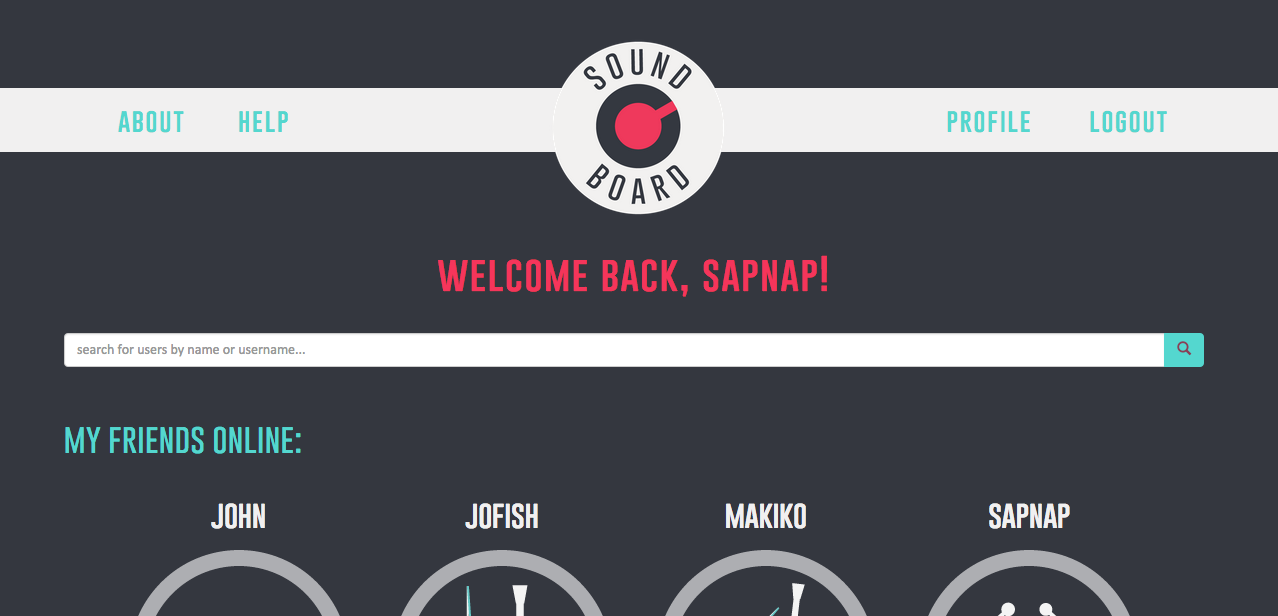 SOUND
BOARD
ABOUT HELP PROFILE LOGOUT
WELCOME BACK, SAPNAP!
search for users by name or username...
MY FRIENDS ONLINE:
JOHN JOFISH MAKIKO SAPNAP